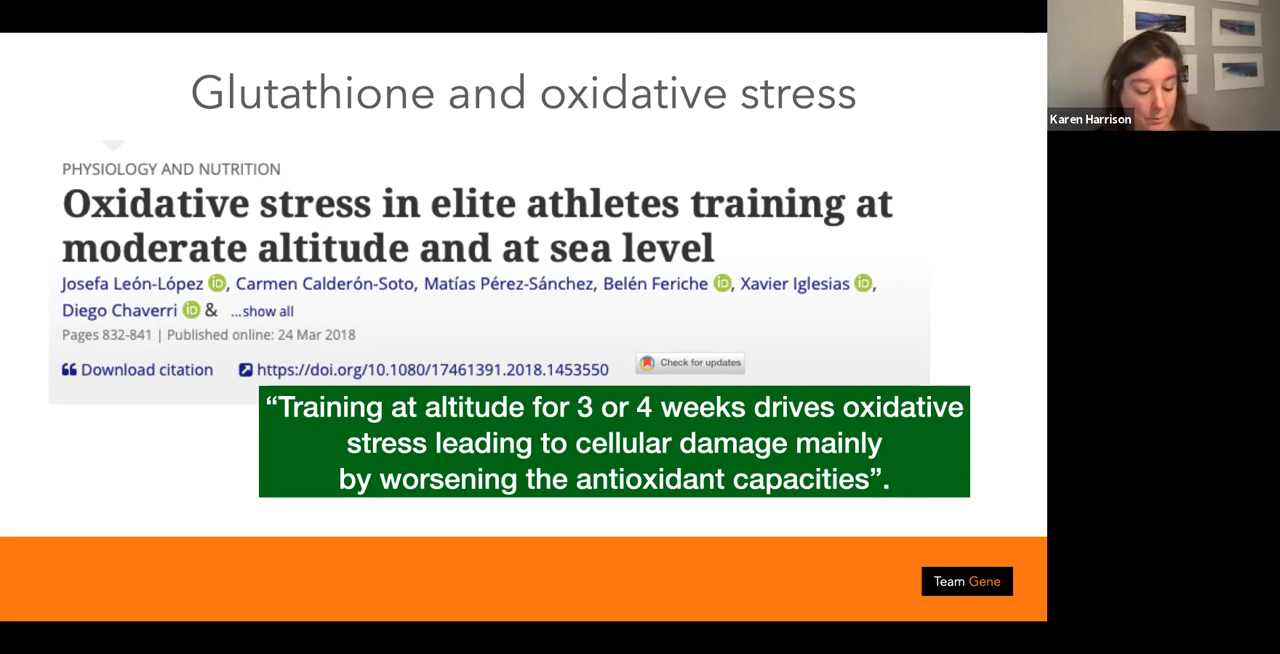 Glutathione and oxidative stress
Karen Harrison
PHYSIOLOGY AND NUTRITION
Oxidative stress in elite athletes training at
moderate altitude and at sea level
Josefa León-López iD, Carmen Calderón-Soto, Matías Pérez-Sánchez, Belén Feriche iD, Xavier Iglesias iD,
Diego Chaverri iD & ...show all
Pages 832-841 | Published online: 24 Mar 2018
Download citation https://doi.org/10.1080/17461391.2018.1453550 Check for updates
“Training at altitude for 3 or 4 weeks drives oxidative
stress leading to cellular damage mainly
by worsening the antioxidant capacities”.
Team Gene